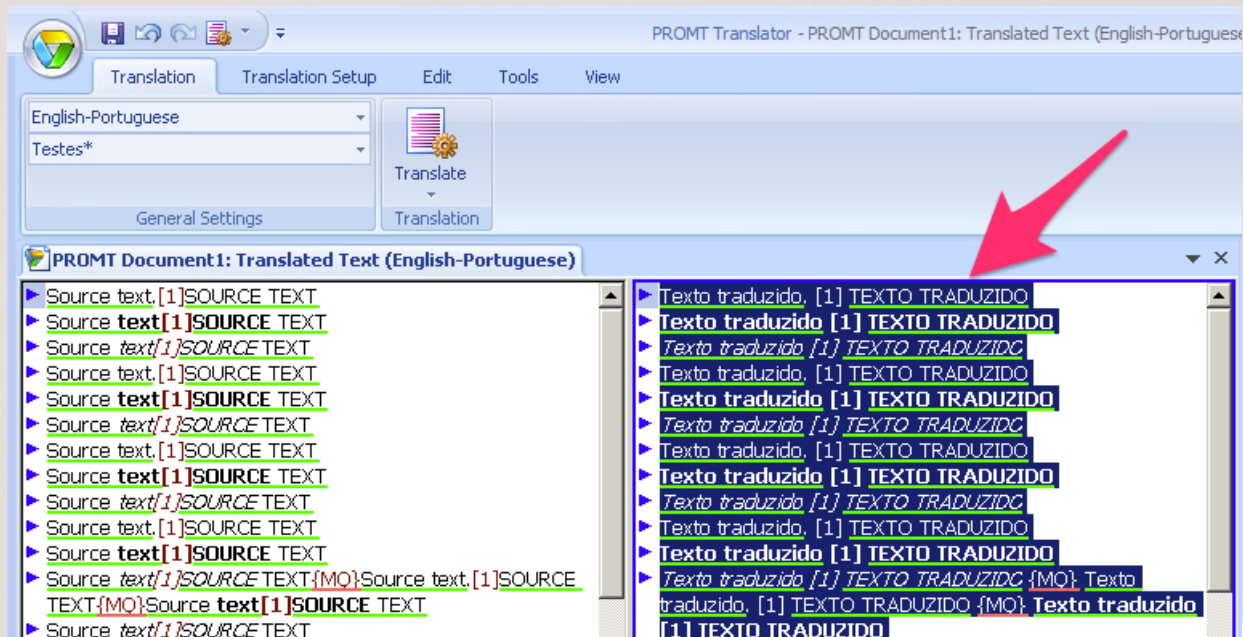 PROMT Translator - PROMT Document1: Translated Text (English-Portuguese
Translation Translation Setup Edit Tools View
English-Portuguese
Testes*
Translate
General Settings Translation
PROMT Document1: Translated Text (English-Portuguese)
Source text.[1]SOURCE TEXT
Source text[1]SOURCE TEXT
Source text[1]SOURCE TEXT
Source text.[1]SOURCE TEXT
Source text[1]SOURCE TEXT
Source text[1]SOURCE TEXT
Source text.[1]SOURCE TEXT
Source text[1]SOURCE TEXT
Source text[1]SOURCE TEXT
Source text.[1]SOURCE TEXT
Source text[1]SOURCE TEXT
Source text[1]SOURCE TEXT{MQ}Source text.[1]SOURCE
TEXT{MQ}Source text[1]SOURCE TEXT
Source text[1]SOURCE TEXT
Texto traduzido. [1] TEXTO TRADUZIDO
Texto traduzido [1] TEXTO TRADUZIDO
Texto traduzido [1] TEXTO TRADUZIDO
Texto traduzido. [1] TEXTO TRADUZIDO
Texto traduzido [1] TEXTO TRADUZIDO
Texto traduzido [1] TEXTO TRADUZIDO
Texto traduzido. [1] TEXTO TRADUZIDO
Texto traduzido [1] TEXTO TRADUZIDO
Texto traduzido [1] TEXTO TRADUZIDO
Texto traduzido. [1] TEXTO TRADUZIDO
Texto traduzido [1] TEXTO TRADUZIDO
Texto traduzido [1] TEXTO TRADUZIDO {MQ} Texto
traduzido. [1] TEXTO TRADUZIDO {MQ} Texto traduzido
[1] TEXTO TRADUZIDO